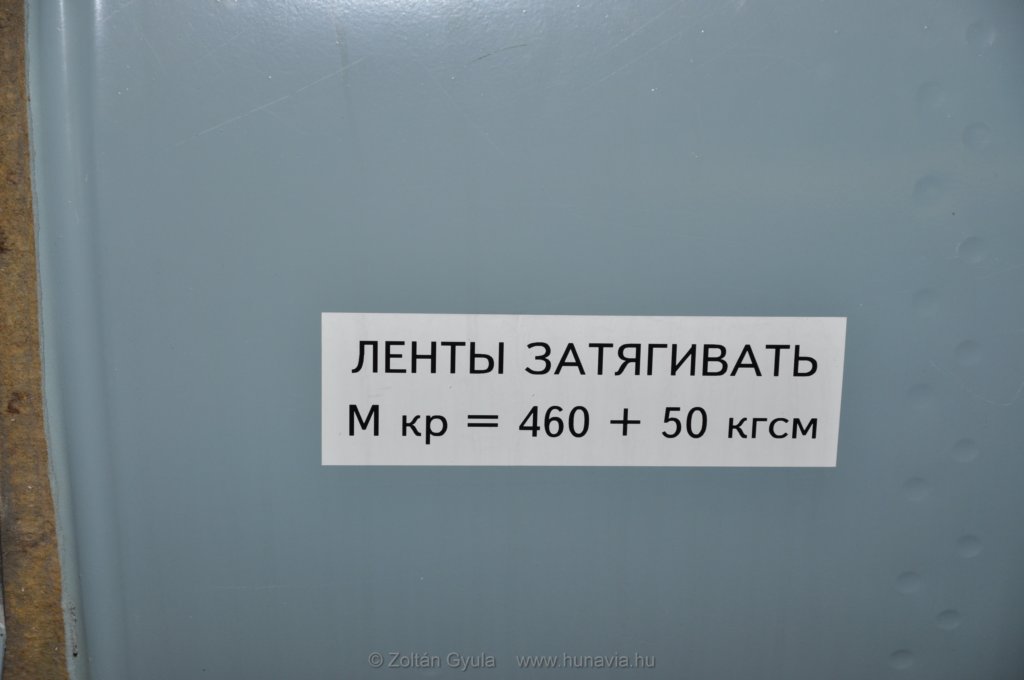 ЛЕНТЫ ЗАТЯГИВАТЬ
М кр = 460 + 50 кгсм
© Zoltán Gyula www.hunavia.hu